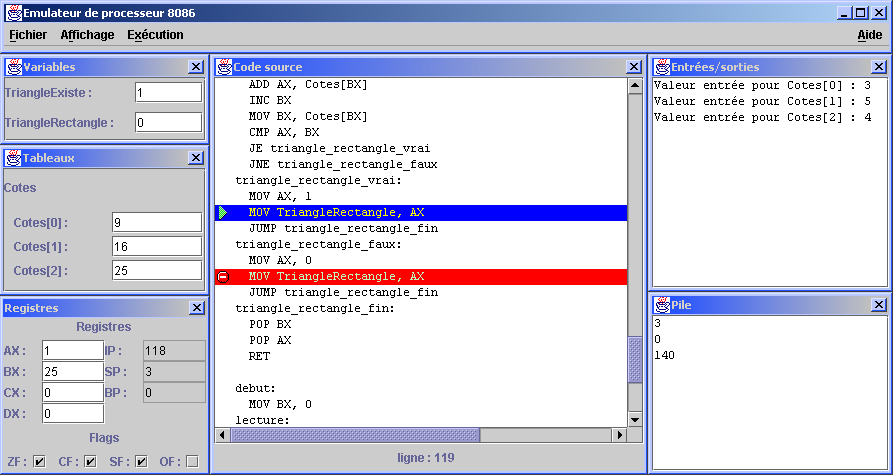 Emulateur de processeur 8086
Fichier Affichage Exécution Aide
Variables
TriangleExiste : 1
TriangleRectangle : 0
Tableaux
Cotes
Cotes[0] : 9
Cotes[1] : 16
Cotes[2] : 25
Registres
Registres
AX : 1 IP : 118
BX : 25 SP : 3
CX : 0 BP : 0
DX : 0
Flags
ZF : CF : SF : OF :
Code source
ADD AX, Cotes[BX]
INC BX
MOV BX, Cotes[BX]
CMP AX, BX
JE triangle_rectangle_vrai
JNE triangle_rectangle_faux
triangle_rectangle_vrai:
MOV AX, 1
MOV TriangleRectangle, AX
JUMP triangle_rectangle_fin
triangle_rectangle_faux:
MOV AX, 0
MOV TriangleRectangle, AX
JUMP triangle_rectangle_fin
triangle_rectangle_fin:
POP BX
POP AX
RET
debut:
MOV BX, 0
lecture:
ligne : 119
Entrées/sorties
Valeur entrée pour Cotes[0] : 3
Valeur entrée pour Cotes[1] : 5
Valeur entrée pour Cotes[2] : 4
Pile
3
0
140